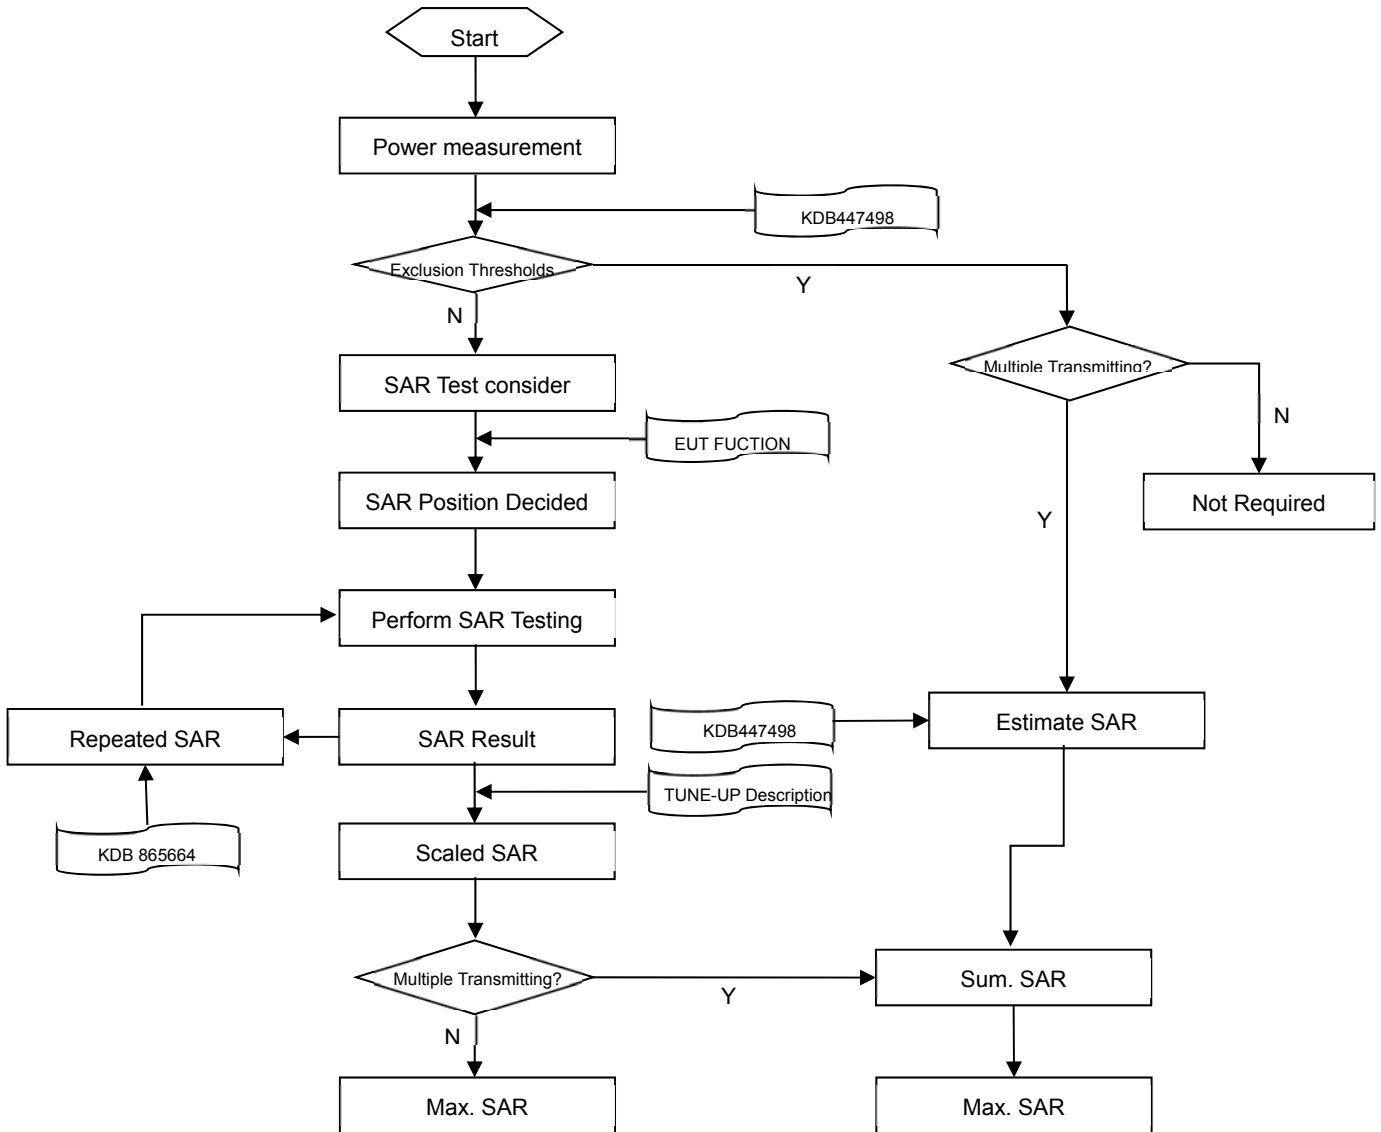 Start
Power measurement
KDB447498
Exclusion Thresholds
Y
N
Multiple Transmitting?
SAR Test consider
N
EUT FUCTION
SAR Position Decided
Not Required
Y
Perform SAR Testing
Repeated SAR
SAR Result
KDB447498
Estimate SAR
TUNE-UP Description
KDB 865664
Scaled SAR
Multiple Transmitting?
Y
Sum. SAR
N
Max. SAR
Max. SAR